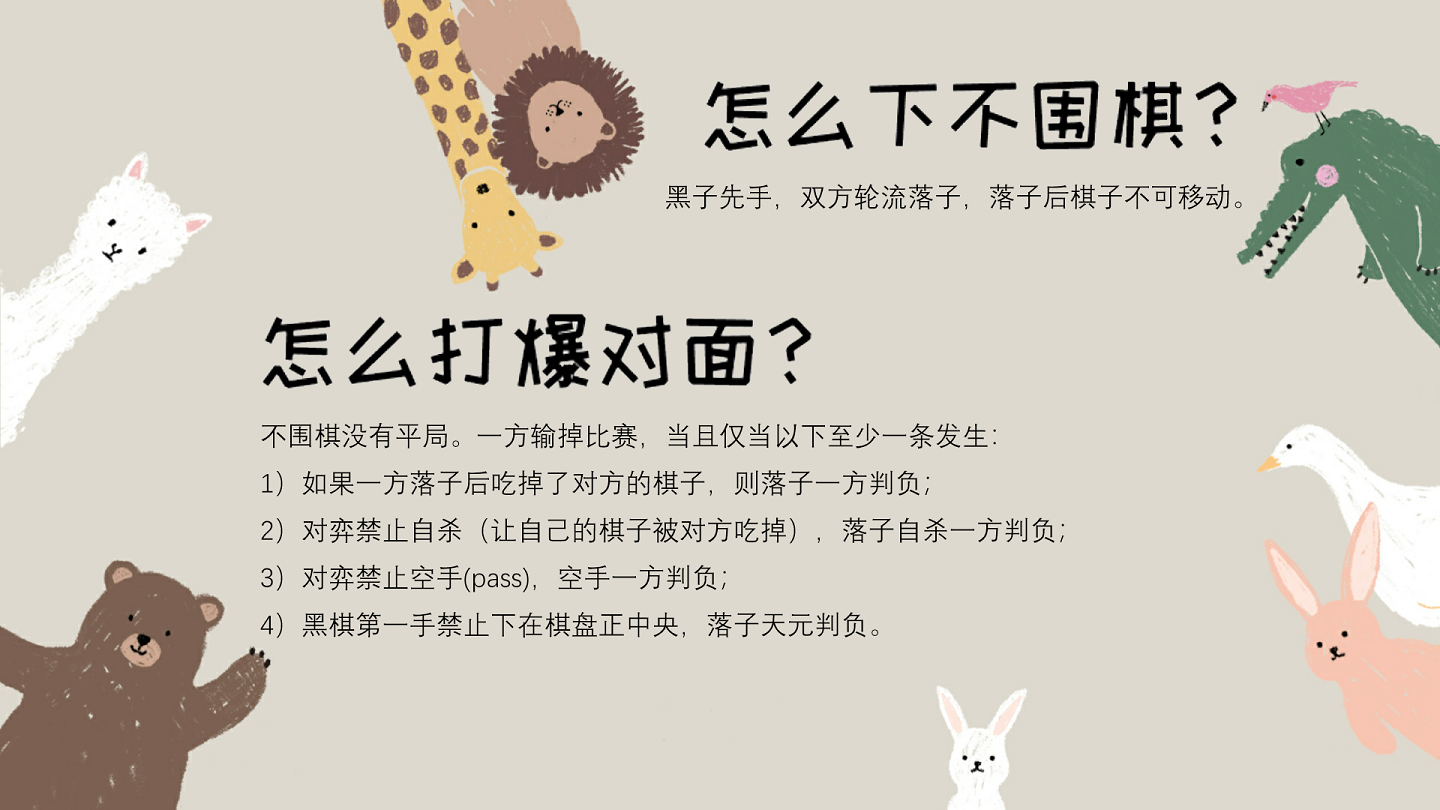 怎么下不围棋?
黑子先手，双方轮流落子，落子后棋子不可移动。
怎么打爆对面?
不围棋没有平局。一方输掉比赛，当且仅当以下至少一条发生：
1）如果一方落子后吃掉了对方的棋子，则落子一方判负；
2）对弈禁止自杀（让自己的棋子被对方吃掉），落子自杀一方判负；
3）对弈禁止空手(pass)，空手一方判负；
4）黑棋第一手禁止下在棋盘正中央，落子天元判负。